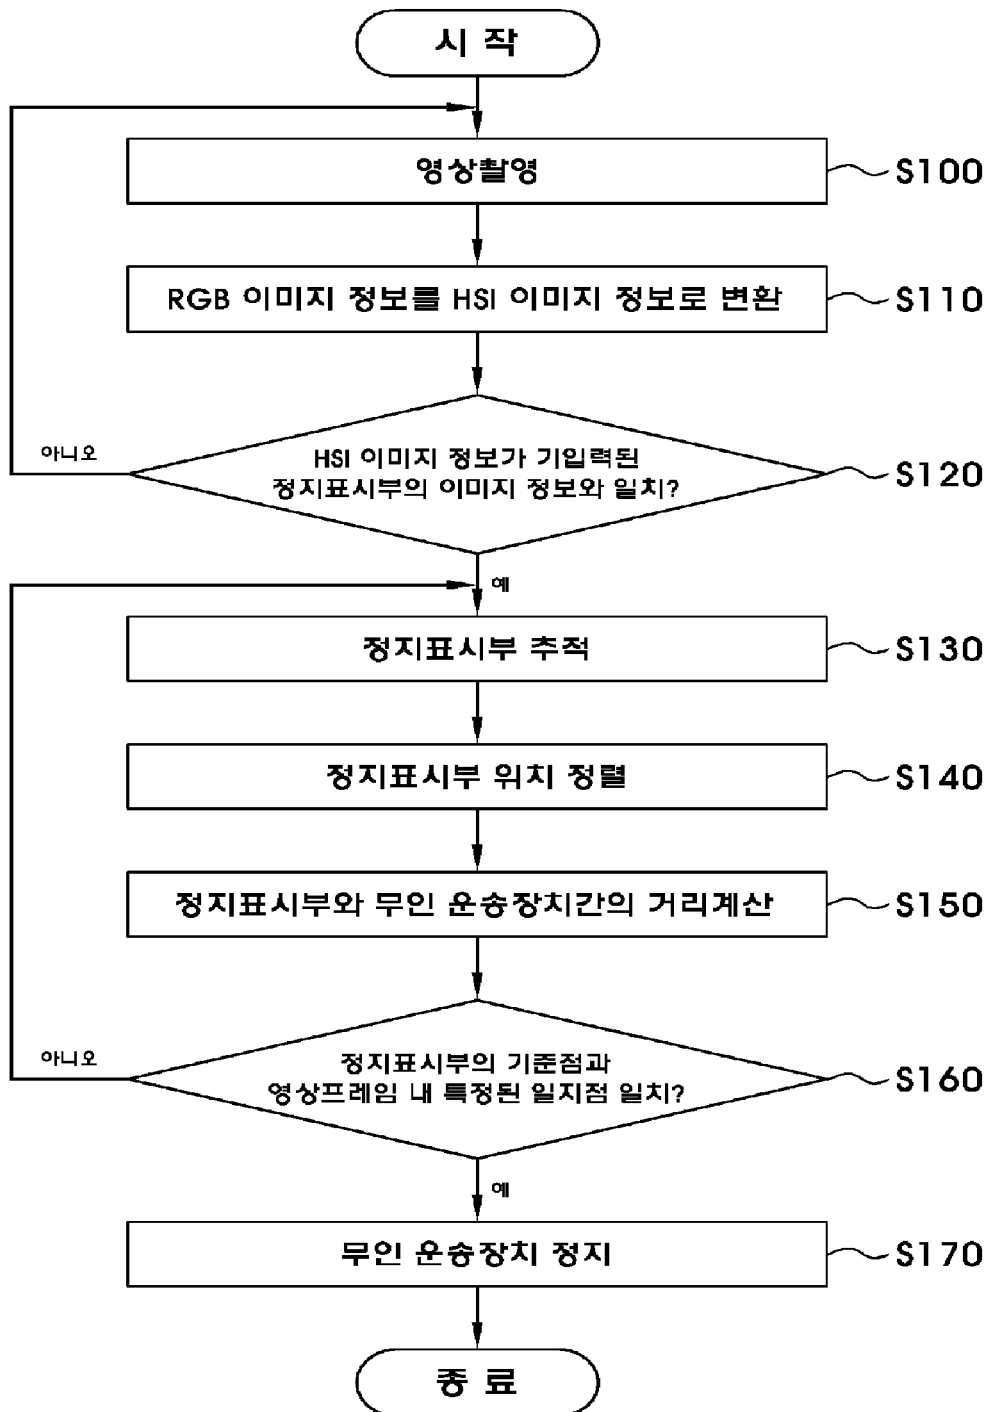 시 작
영상촬영
S100
RGB 이미지 정보를 HSI 이미지 정보로 변환
S110
아니오
HSI 이미지 정보가 기입력된
정지표시부의 이미지 정보와 일치?
S120
예
정지표시부 추적
S130
정지표시부 위치 정렬
S140
정지표시부와 무인 운송장치간의 거리계산
S150
아니오
정지표시부의 기준점과
영상프레임 내 특정된 일지점 일치?
S160
예
무인 운송장치 정지
S170
종 료